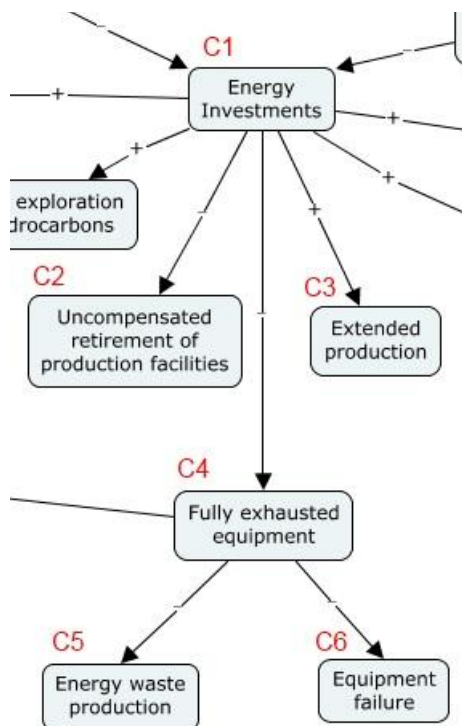 C1
Energy
Investments
exploration
drocarbons
C2
Uncompensated
retirement of
production facilities
C3
Extended
production
C4
Fully exhausted
equipment
C5
Energy waste
production
C6
Equipment
failure